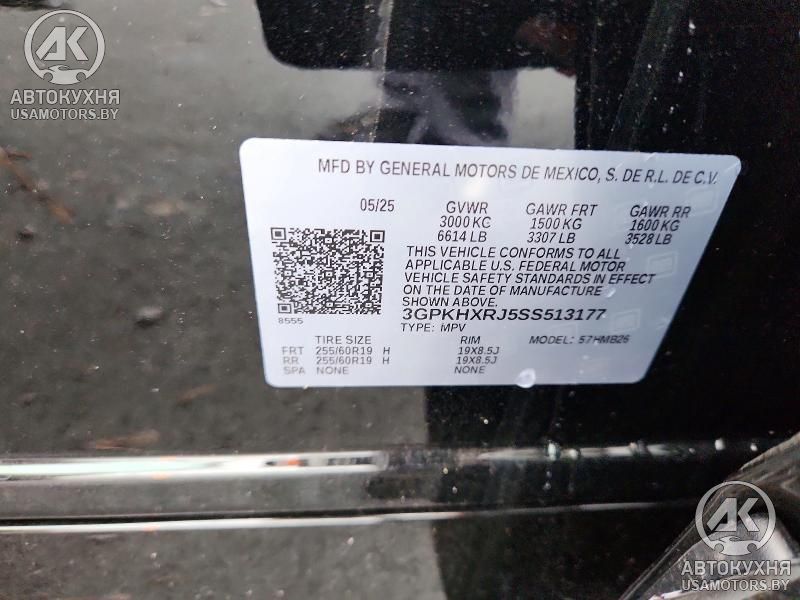 AK
АВТОКУХНЯ
USAMOTORS.BY
MFD BY GENERAL MOTORS DE MEXICO, S. DE R.L. DE C.V.
05/25 GVWR GAWR FRT GAWR RR
3000 KG 1500 KG 1600 KG
6614 LB 3307 LB 3528 LB
THIS VEHICLE CONFORMS TO ALL
APPLICABLE U.S. FEDERAL MOTOR
VEHICLE SAFETY STANDARDS IN EFFECT
ON THE DATE OF MANUFACTURE
SHOWN ABOVE.
8555
3GPKHXRJ5SS513177
TYPE: MPV
TIRE SIZE RIM MODEL: 57HMB26
FRT 255/60R19 H 19X8.5J
RR 255/60R19 H 19X8.5J
SPA NONE NONE
AK
АВТОКУХНЯ
USAMOTORS.BY